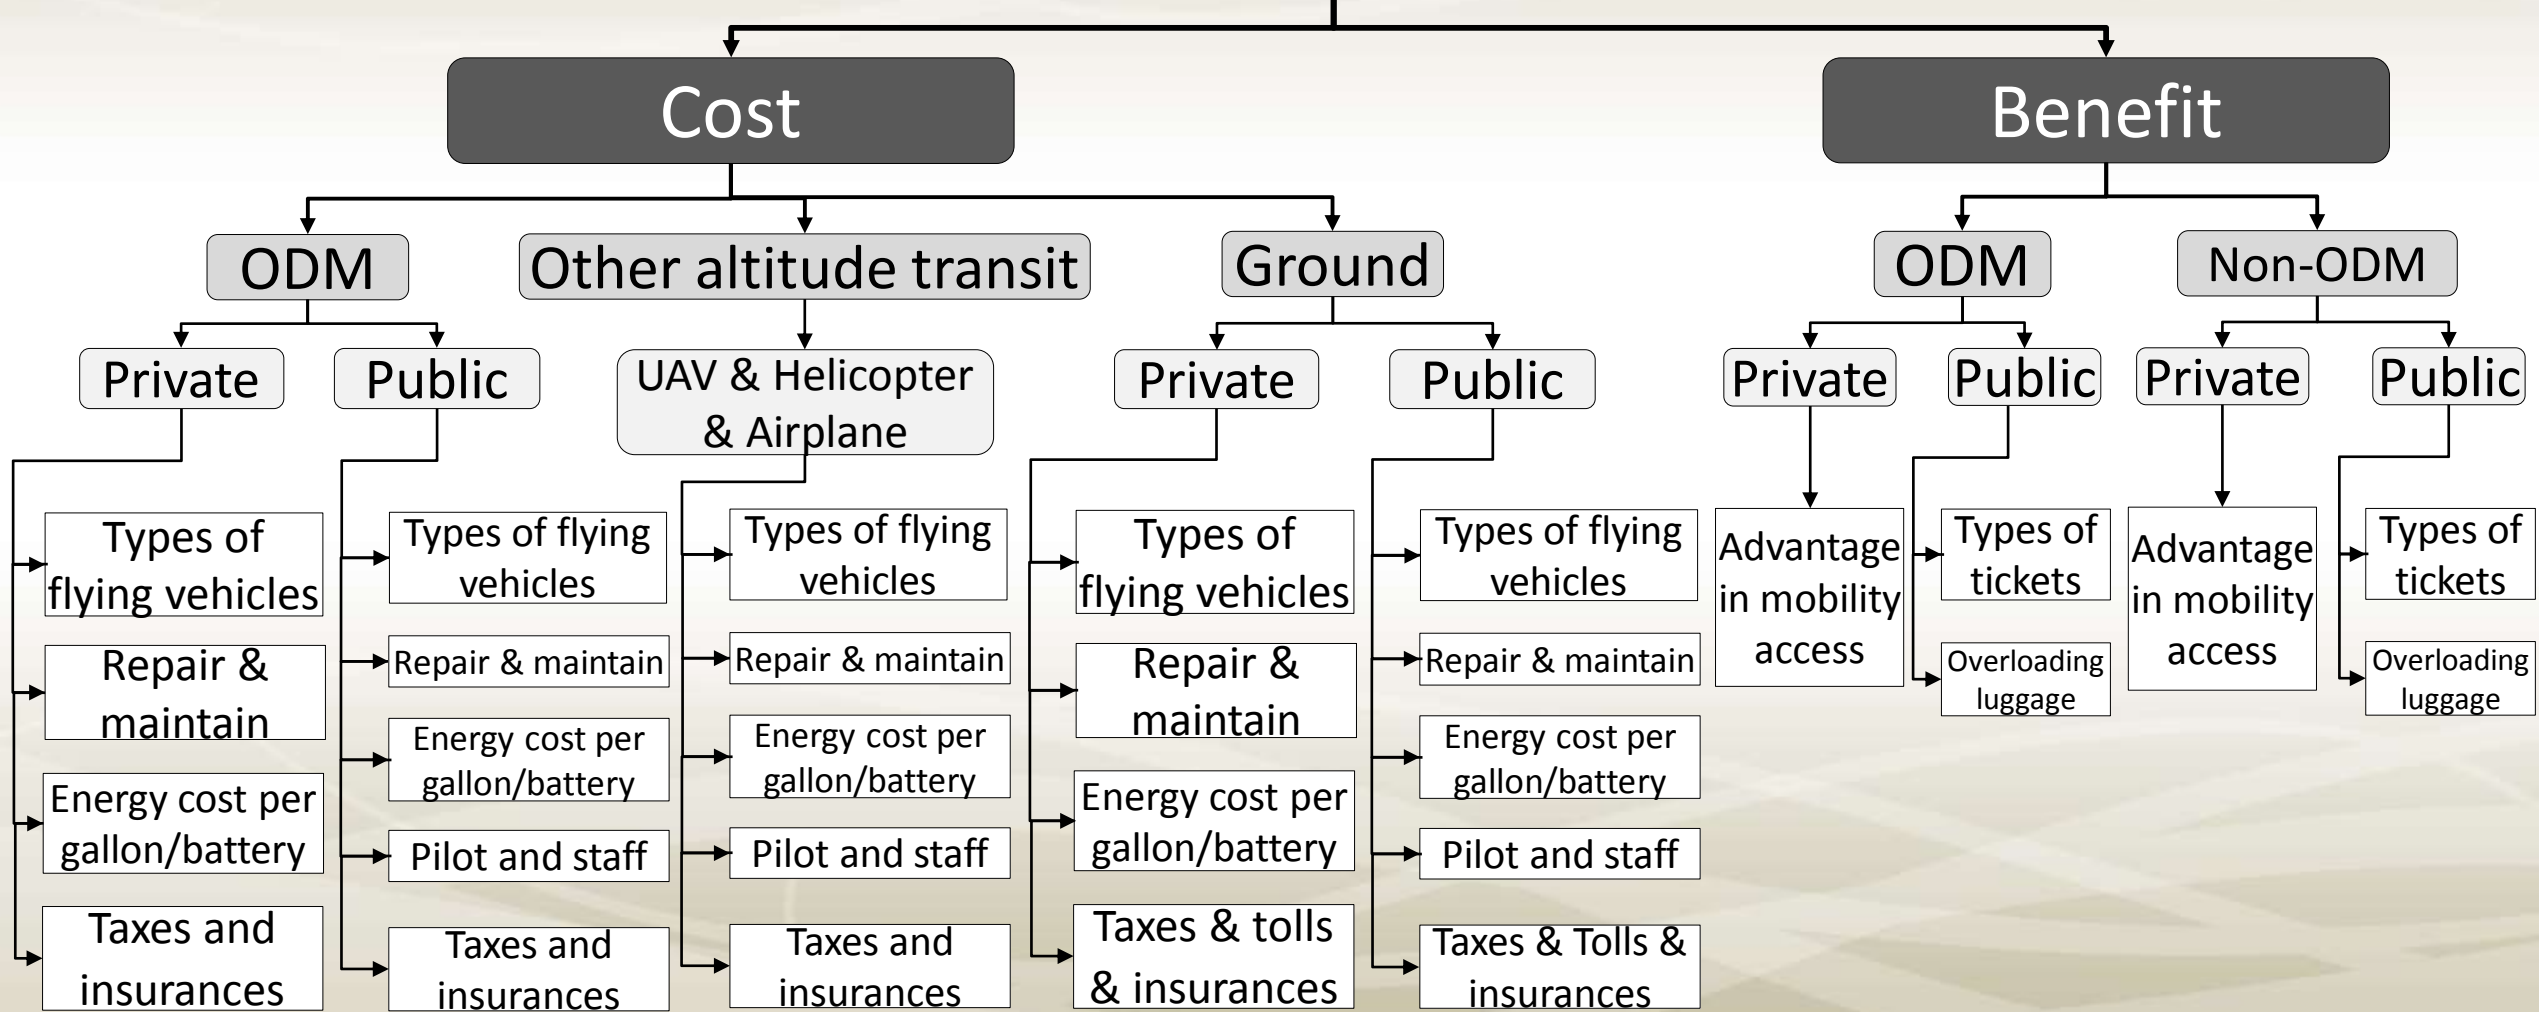 Cost
Benefit
ODM
Other altitude transit
Ground
ODM
Non-ODM
Private
Public
UAV & Helicopter
& Airplane
Private
Public
Private
Public
Private
Public
Types of
flying vehicles
Repair &
maintain
Energy cost per
gallon/battery
Taxes and
insurances
Types of flying
vehicles
Repair & maintain
Energy cost per
gallon/battery
Pilot and staff
Taxes and
insurances
Types of flying
vehicles
Repair & maintain
Energy cost per
gallon/battery
Pilot and staff
Taxes and
insurances
Types of
flying vehicles
Repair &
maintain
Energy cost per
gallon/battery
Taxes & tolls
& insurances
Types of flying
vehicles
Repair & maintain
Energy cost per
gallon/battery
Pilot and staff
Taxes & Tolls &
insurances
Advantage
in mobility
access
Types of
tickets
Overloading
luggage
Advantage
in mobility
access
Types of
tickets
Overloading
luggage